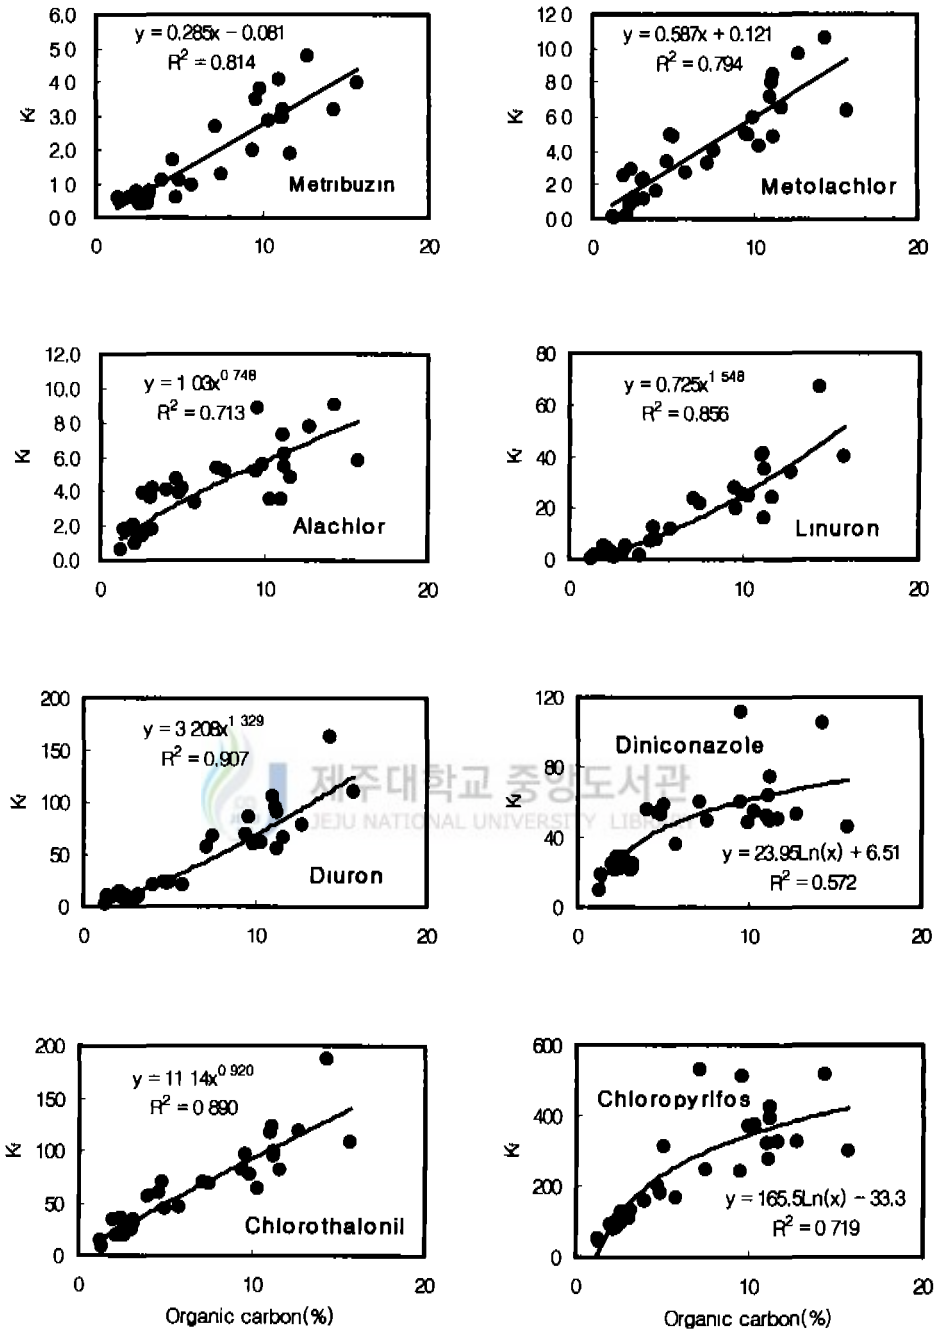 6.0
5.0
4.0
3.0
2.0
1.0
0.0
Kf
y = 0.285x − 0.081
R2 = 0.814
Metribuzin
0
10
20
12.0
10.0
8.0
6.0
4.0
2.0
0.0
Kf
y = 0.587x + 0.121
R2 = 0.794
Metolachlor
0
10
20
12.0
10.0
8.0
6.0
4.0
2.0
0.0
Kf
y = 1.03x0.748
R2 = 0.713
Alachlor
0
10
20
80
60
40
20
0
Kf
y = 0.725x1.548
R2 = 0.856
Linuron
0
10
20
200
150
100
50
0
Kf
y = 3.208x1.329
R2 = 0.907
Diuron
0
10
20
120
80
40
0
Kf
Diniconazole
y = 23.95Ln(x) + 6.51
R2 = 0.572
0
10
20
제주대학교 중앙도서관
JEJU NATIONAL UNIVERSITY LIBRARY
200
150
100
50
0
Kf
y = 11.14x0.920
R2 = 0.890
Chlorothalonil
0
10
20
Organic carbon(%)
600
400
200
0
Kf
Chloropyrifos
y = 165.5Ln(x) − 33.3
R2 = 0.719
0
10
20
Organic carbon(%)